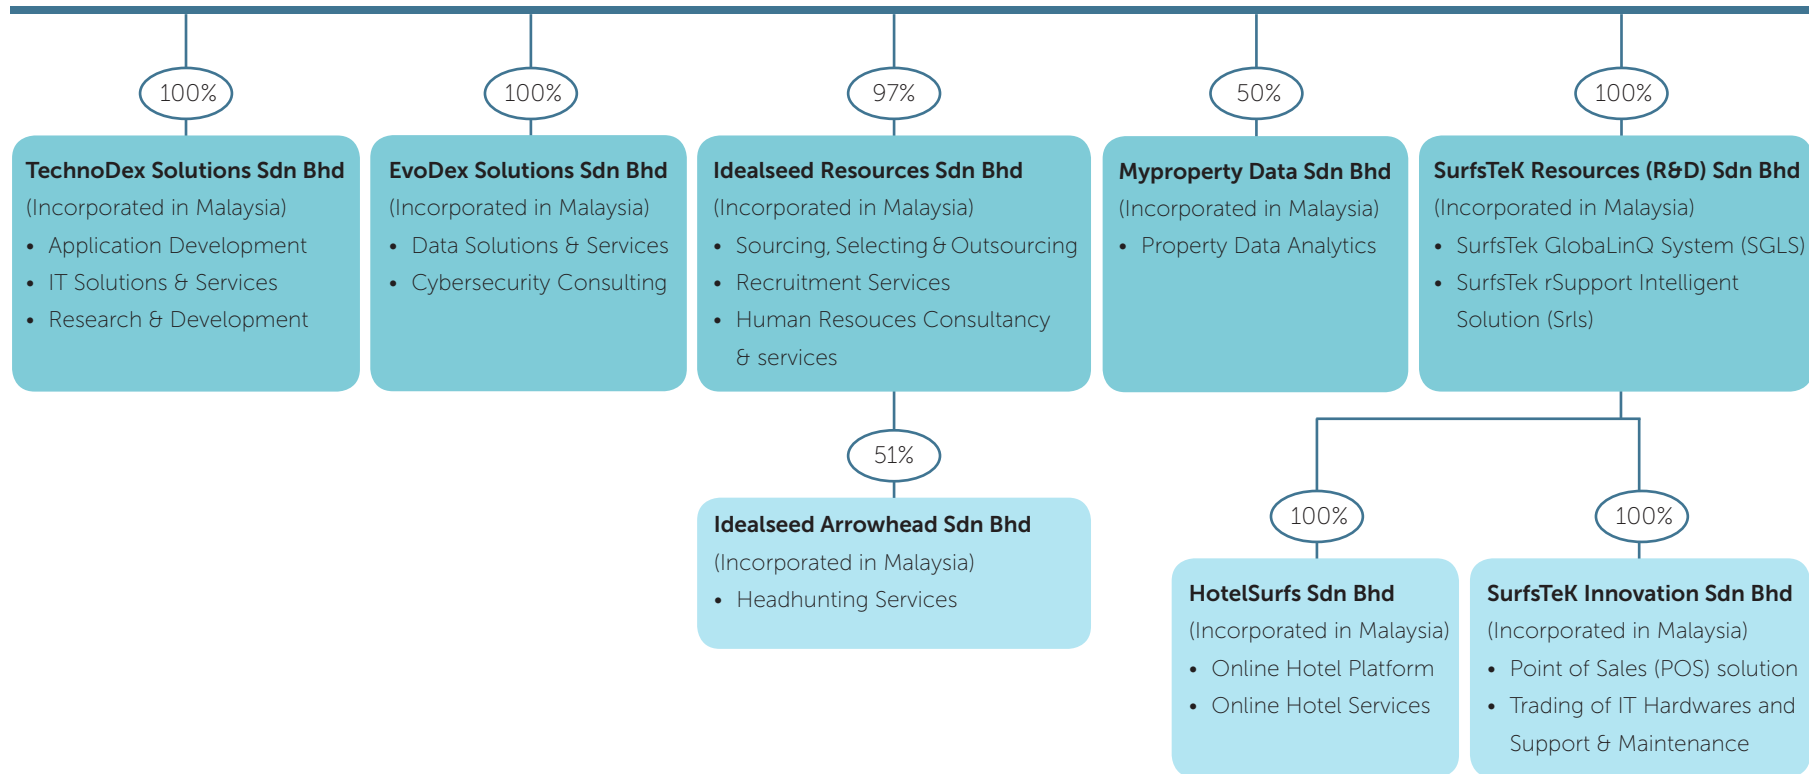 100%
TechnoDex Solutions Sdn Bhd
(Incorporated in Malaysia)
• Application Development
• IT Solutions & Services
• Research & Development
100%
EvoDex Solutions Sdn Bhd
(Incorporated in Malaysia)
• Data Solutions & Services
• Cybersecurity Consulting
97%
Idealseed Resources Sdn Bhd
(Incorporated in Malaysia)
• Sourcing, Selecting & Outsourcing
• Recruitment Services
• Human Resouces Consultancy
& services
50%
Myproperty Data Sdn Bhd
(Incorporated in Malaysia)
• Property Data Analytics
100%
SurfsTeK Resources (R&D) Sdn Bhd
(Incorporated in Malaysia)
• SurfsTek GlobaLinQ System (SGLS)
• SurfsTek rSupport Intelligent
Solution (Srls)
51%
Idealseed Arrowhead Sdn Bhd
(Incorporated in Malaysia)
• Headhunting Services
100%
HotelSurfs Sdn Bhd
(Incorporated in Malaysia)
• Online Hotel Platform
• Online Hotel Services
100%
SurfsTeK Innovation Sdn Bhd
(Incorporated in Malaysia)
• Point of Sales (POS) solution
• Trading of IT Hardwares and
Support & Maintenance